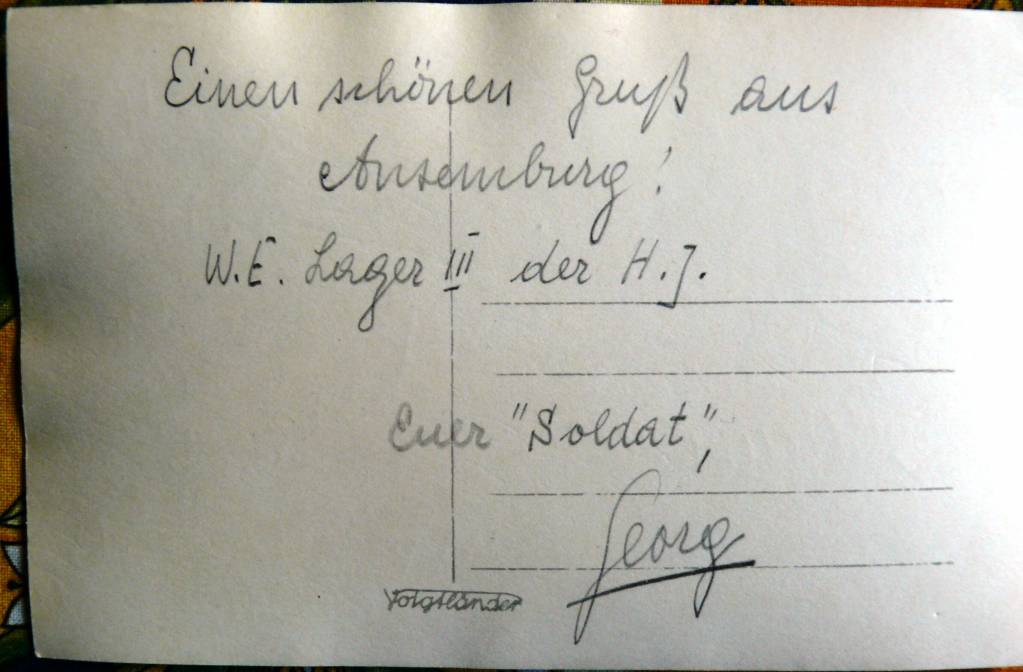 Einen schönen Gruß aus
Ansemburg!
W.E. Lager III der H.J.
Euer "Soldat",
Georg
Voigtländer